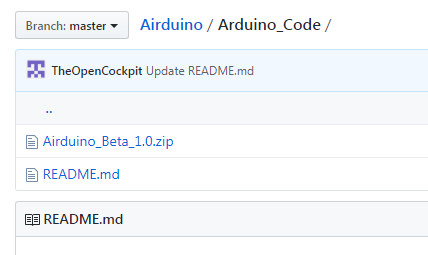 Branch: master Airduino / Arduino_Code /
TheOpenCockpit Update README.md
..
Airduino_Beta_1.0.zip
README.md
README.md